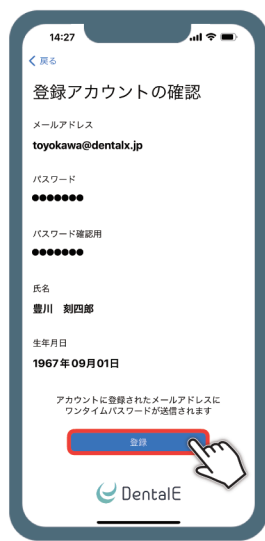 14:27
戻る
登録アカウントの確認
メールアドレス
toyokawa@dentalx.jp
パスワード
●●●●●●●
パスワード確認用
●●●●●●●
氏名
豊川 刻四郎
生年月日
1967年09月01日
アカウントに登録されたメールアドレスに
ワンタイムパスワードが送信されます
登録
DentalE